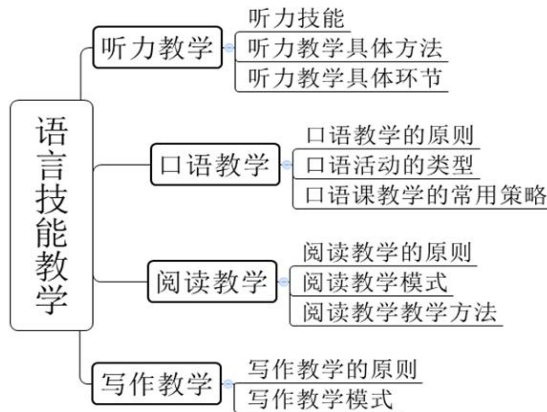 语言技能教学
听力教学
听力技能
听力教学具体方法
听力教学具体环节
口语教学
口语教学的原则
口语活动的类型
口语课教学的常用策略
阅读教学
阅读教学的原则
阅读教学模式
阅读教学教学方法
写作教学
写作教学的原则
写作教学模式